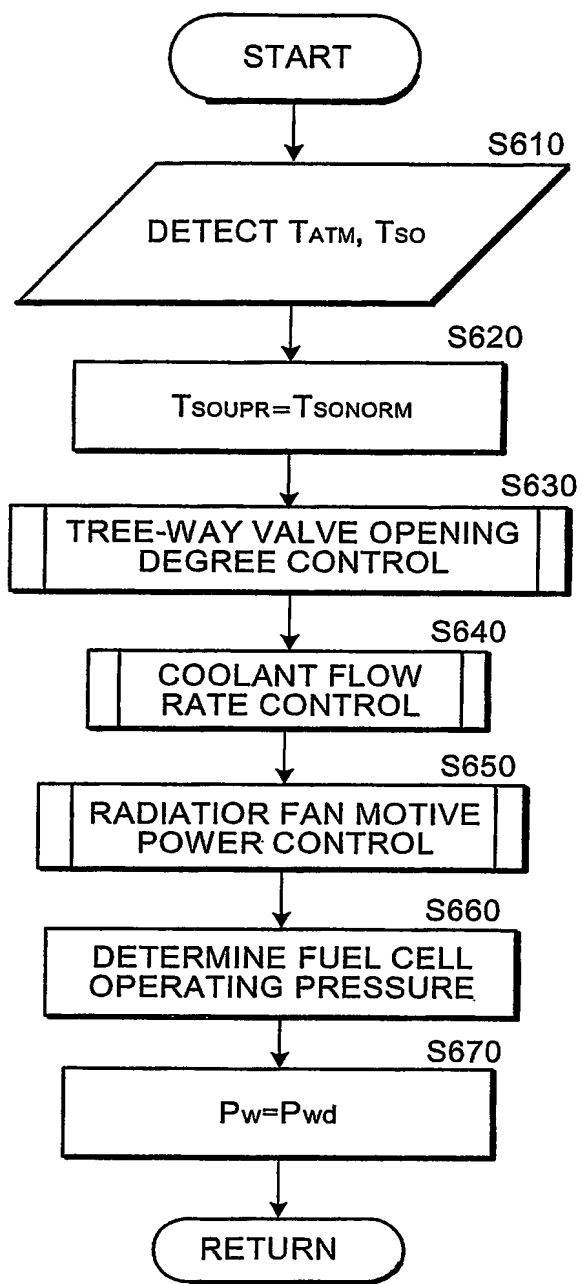 START
S610
DETECT TATM, TSO
S620
TSOUPR=TSONORM
S630
TREE-WAY VALVE OPENING
DEGREE CONTROL
S640
COOLANT FLOW
RATE CONTROL
S650
RADIATIOR FAN MOTIVE
POWER CONTROL
S660
DETERMINE FUEL CELL
OPERATING PRESSURE
S670
Pw=Pwd
RETURN